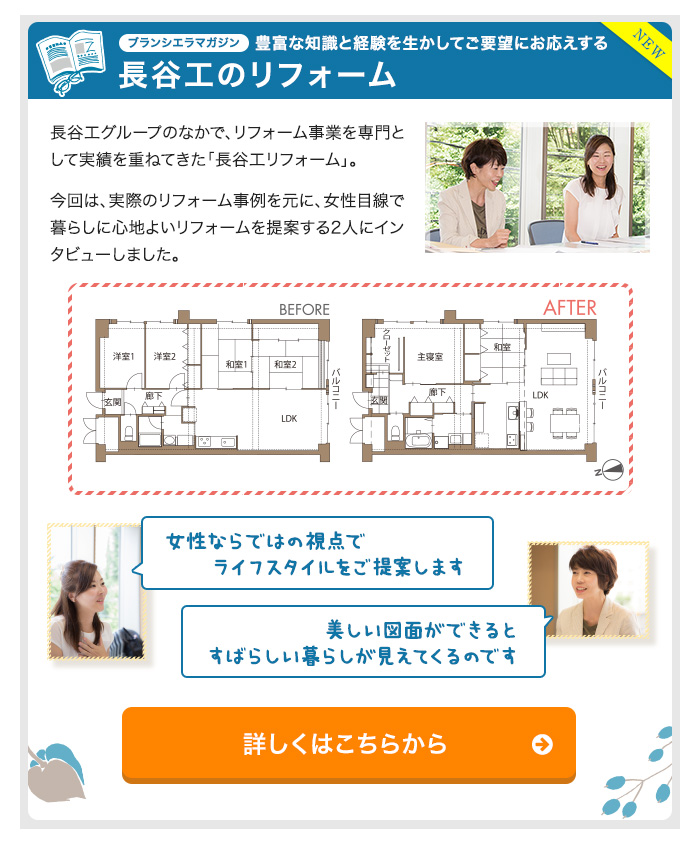 ブランシエラマガジン 豊富な知識と経験を生かしてご要望にお応えする
長谷工のリフォーム
NEW
長谷工グループのなかで、リフォーム事業を専門と
して実績を重ねてきた「長谷工リフォーム」。
今回は、実際のリフォーム事例を元に、女性目線で
暮らしに心地よいリフォームを提案する2人にイン
タビューしました。
BEFORE
洋室1
洋室2
和室1
和室2
バルコニー
玄関
廊下
LDK
AFTER
クローゼット
主寝室
和室
バルコニー
玄関
廊下
LDK
N
女性ならではの視点で
ライフスタイルをご提案します
美しい図面ができると
すばらしい暮らしが見えてくるのです
詳しくはこちらから